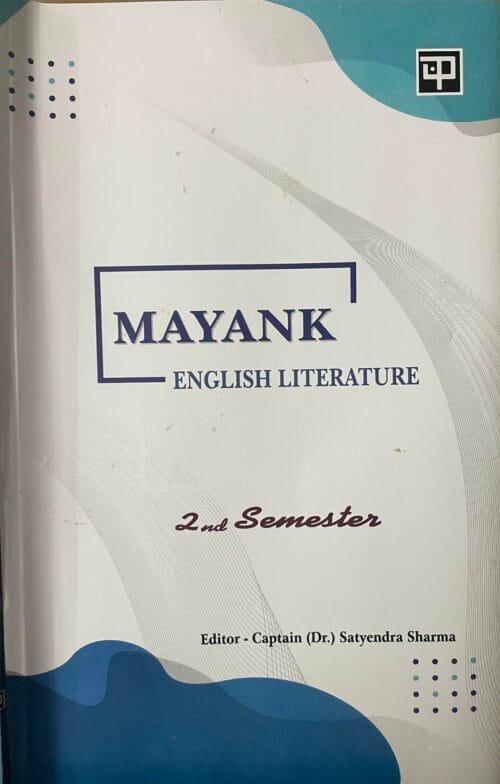 MAYANK
ENGLISH LITERATURE
2nd Semester
Editor - Captain (Dr.) Satyendra Sharma